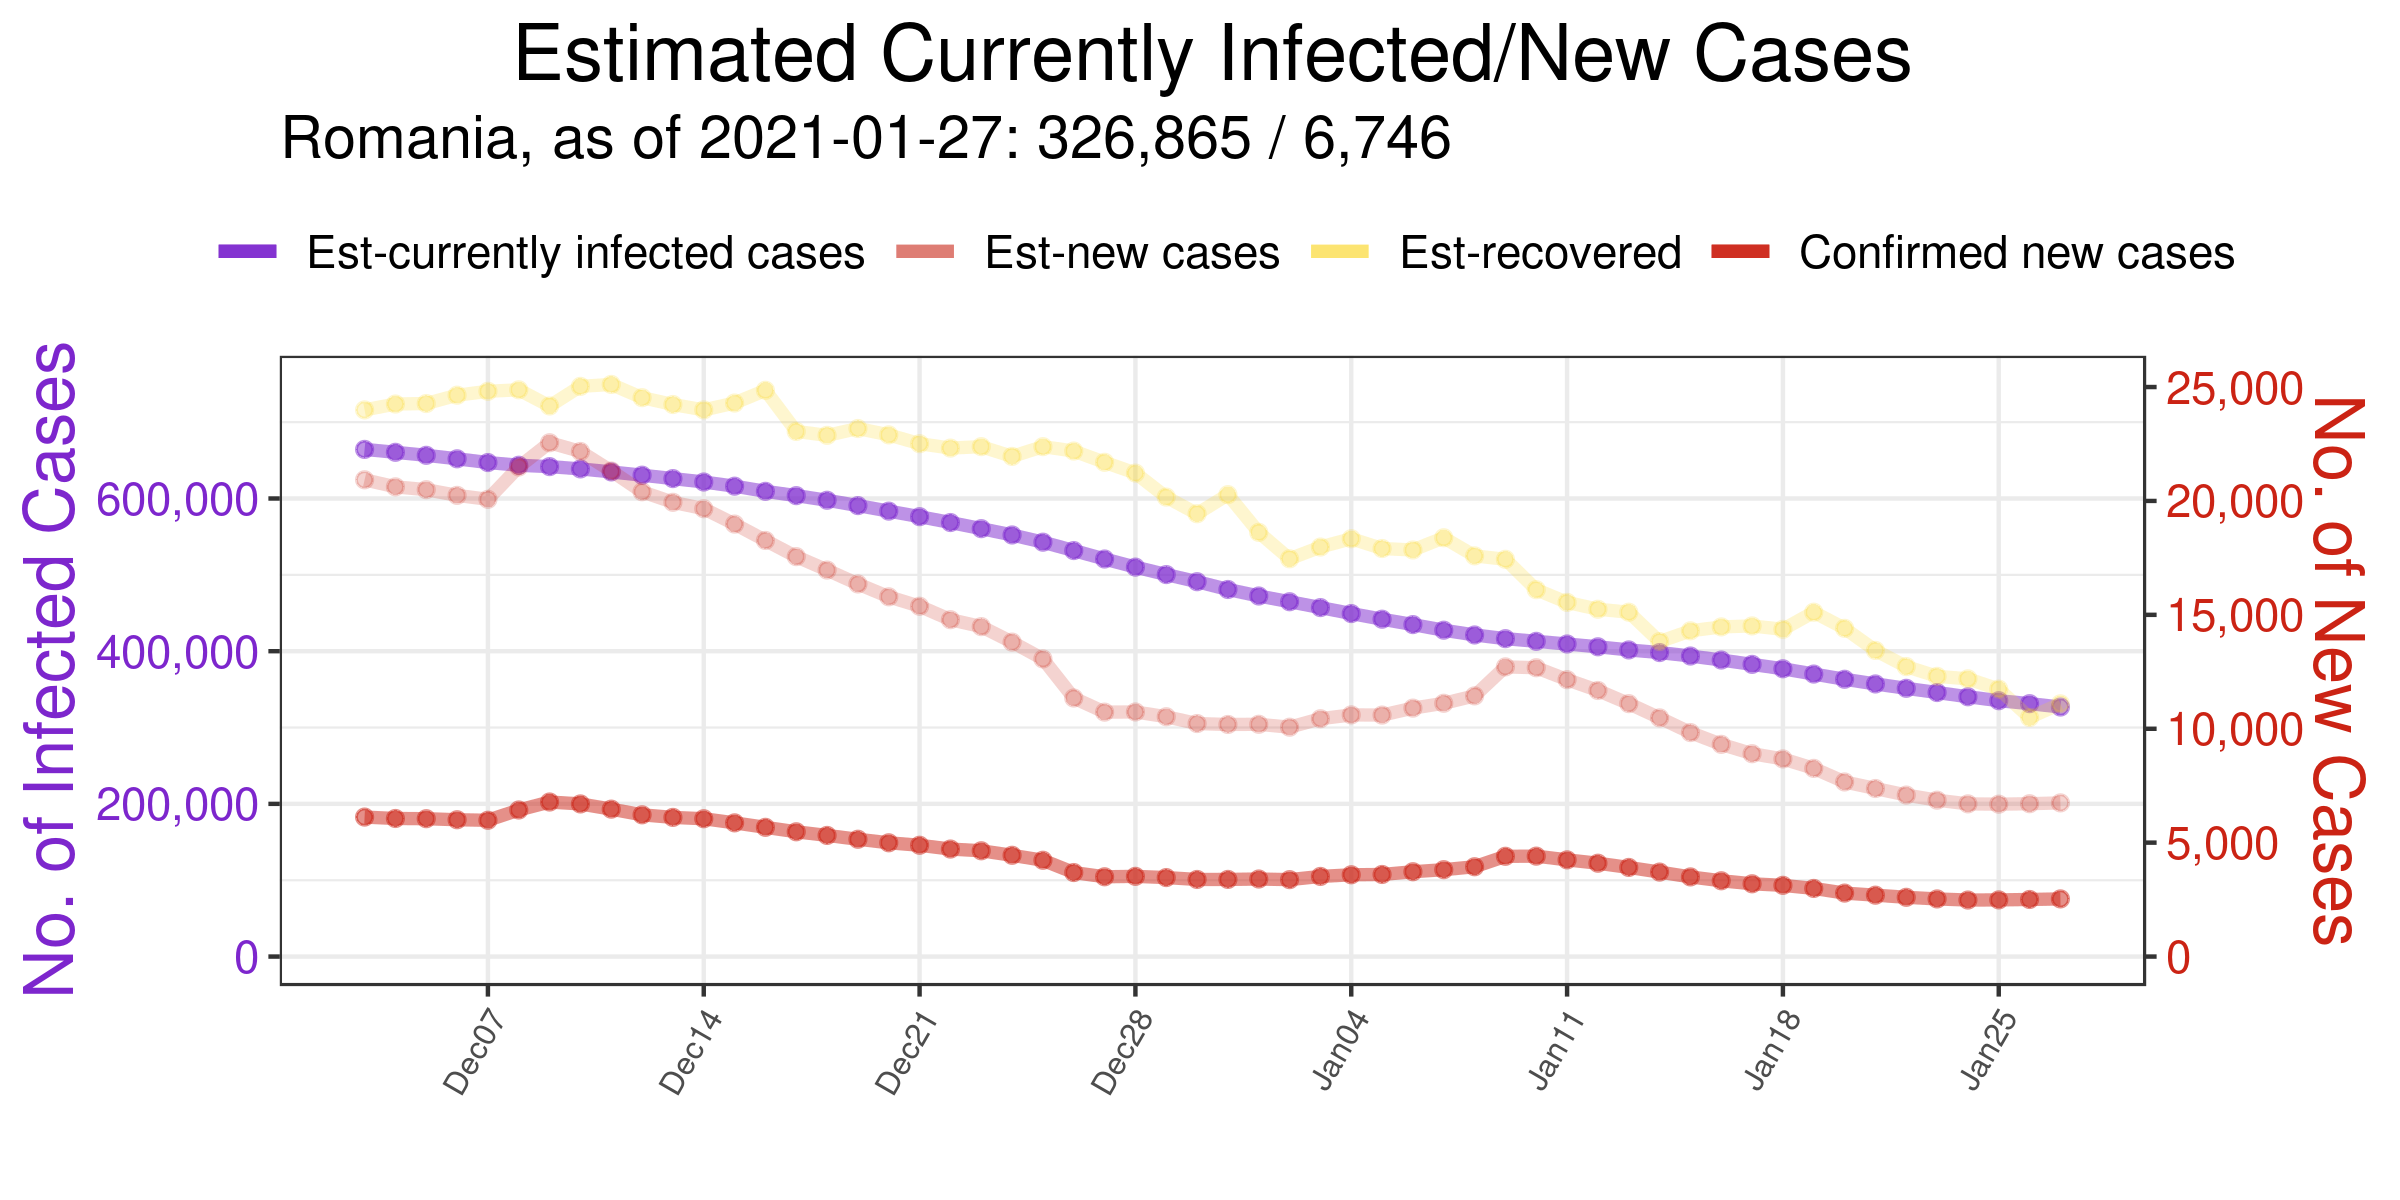 Estimated Currently Infected/New Cases
Romania, as of 2021-01-27: 326,865 / 6,746
Est-currently infected cases Est-new cases Est-recovered Confirmed new cases
No. of Infected Cases
600,000
400,000
200,000
0
25,000
20,000
15,000
10,000
5,000
0
No. of New Cases
Dec07 Dec14 Dec21 Dec28 Jan04 Jan11 Jan18 Jan25